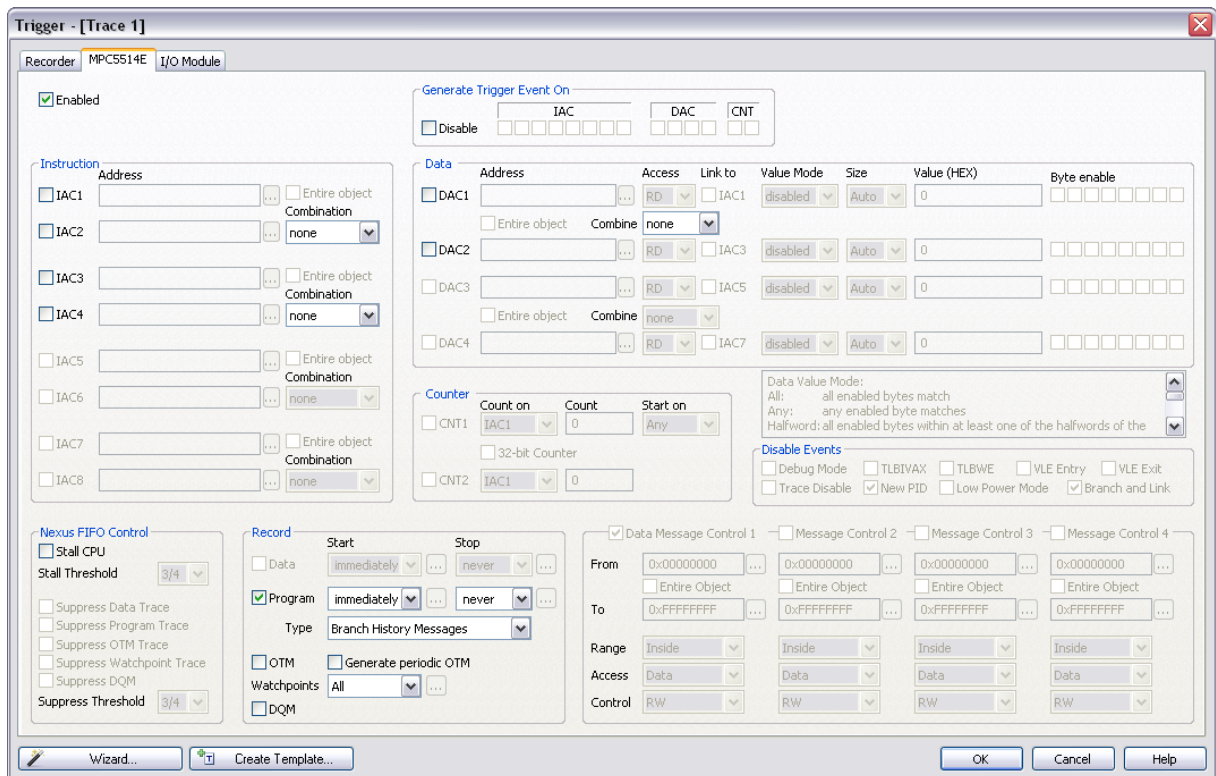 Trigger - [Trace 1]
Recorder MPC5514E I/O Module
Enabled
Generate Trigger Event On
IAC DAC CNT
Disable
Instruction
Address
IAC1 ... Entire object
Combination
IAC2 ... none
IAC3 ... Entire object
Combination
IAC4 ... none
IAC5 ... Entire object
Combination
IAC6 ... none
IAC7 ... Entire object
Combination
IAC8 ... none
Data
Address Access Link to Value Mode Size Value (HEX) Byte enable
DAC1 ... RD IAC1 disabled Auto 0
Entire object Combine none
DAC2 ... RD IAC3 disabled Auto 0
DAC3 ... RD IAC5 disabled Auto 0
Entire object Combine none
DAC4 ... RD IAC7 disabled Auto 0
Counter
Count on Count Start on
CNT1 IAC1 0 Any
32-bit Counter
CNT2 IAC1 0
Data Value Mode:
All: all enabled bytes match
Any: any enabled byte matches
Halfword: all enabled bytes within at least one of the halfwords of the
Disable Events
Debug Mode TLBIVAX TLBWE VLE Entry VLE Exit
Trace Disable New PID Low Power Mode Branch and Link
Nexus FIFO Control
Stall CPU
Stall Threshold 3/4
Suppress Data Trace
Suppress Program Trace
Suppress OTM Trace
Suppress Watchpoint Trace
Suppress DQM
Suppress Threshold 3/4
Record
Start Stop
Data immediately ... never ...
Program immediately ... never ...
Type Branch History Messages
OTM Generate periodic OTM
Watchpoints All ...
DQM
Data Message Control 1 Message Control 2 Message Control 3 Message Control 4
From 0x00000000 ... 0x00000000 ... 0x00000000 ... 0x00000000 ...
Entire Object Entire Object Entire Object Entire Object
To 0xFFFFFFFF ... 0xFFFFFFFF ... 0xFFFFFFFF ... 0xFFFFFFFF ...
Range Inside Inside Inside Inside
Access Data Data Data Data
Control RW RW RW RW
Wizard... Create Template... OK Cancel Help